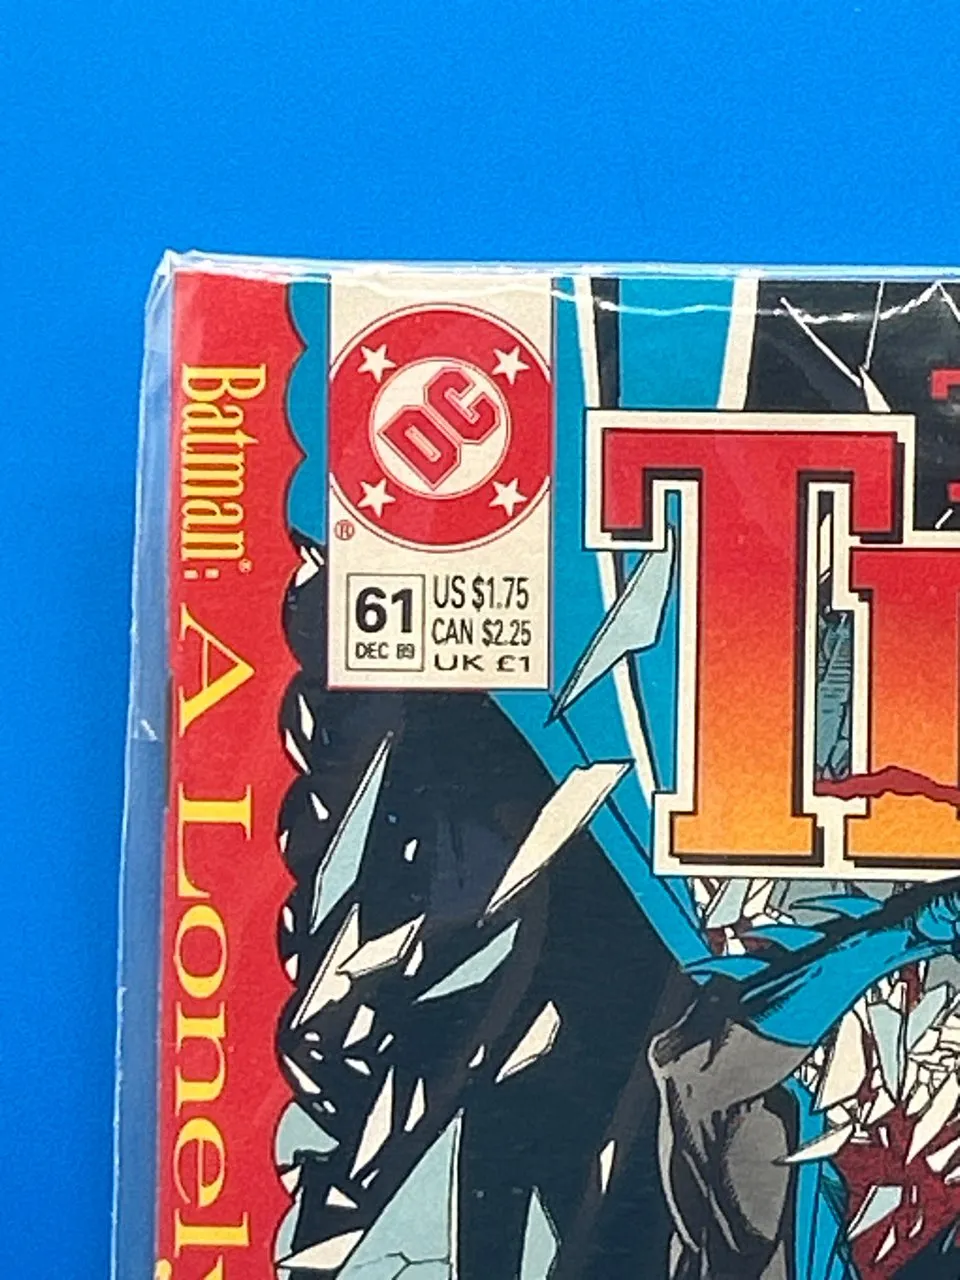 Batman: A Lonel
DC
®
61
DEC 89
US $1.75
CAN $2.25
UK £1